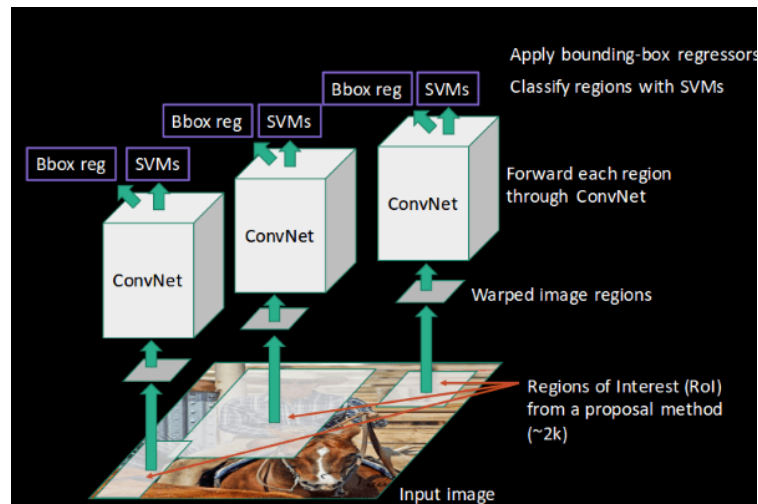 Apply bounding-box regressors
Bbox reg SVMs
Classify regions with SVMs
Bbox reg SVMs
Bbox reg SVMs
Forward each region
through ConvNet
ConvNet
ConvNet
ConvNet
Warped image regions
Regions of Interest (RoI)
from a proposal method
(~2k)
Input image